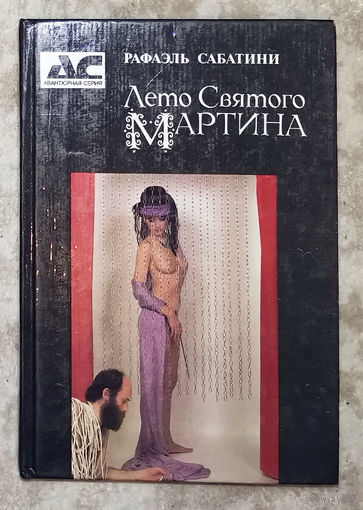 АС
АВАНТЮРНАЯ СЕРИЯ
РАФАЭЛЬ САБАТИНИ
Лето Святого
МАРТИНА